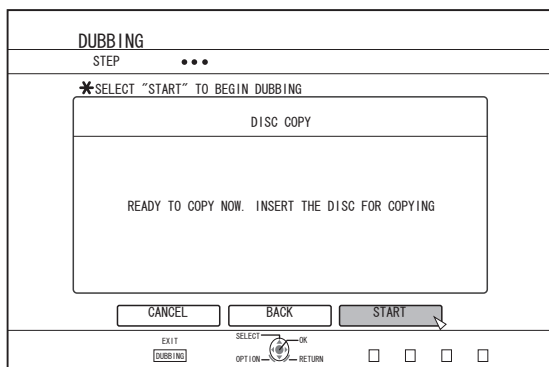 DUBBING
STEP
✱SELECT "START" TO BEGIN DUBBING
DISC COPY
READY TO COPY NOW. INSERT THE DISC FOR COPYING
CANCEL BACK START
EXIT
DUBBING
SELECT OK
OPTION RETURN